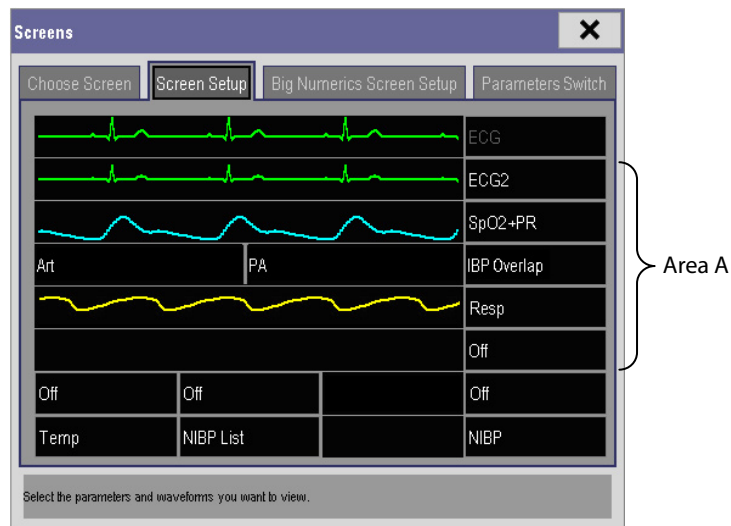 Screens
Choose Screen
Screen Setup
Big Numerics Screen Setup
Parameters Switch
ECG
ECG2
SpO2+PR
Art
PA
IBP Overlap
Area A
Resp
Off
Off
Off
Off
Temp
NIBP List
NIBP
Select the parameters and waveforms you want to view.